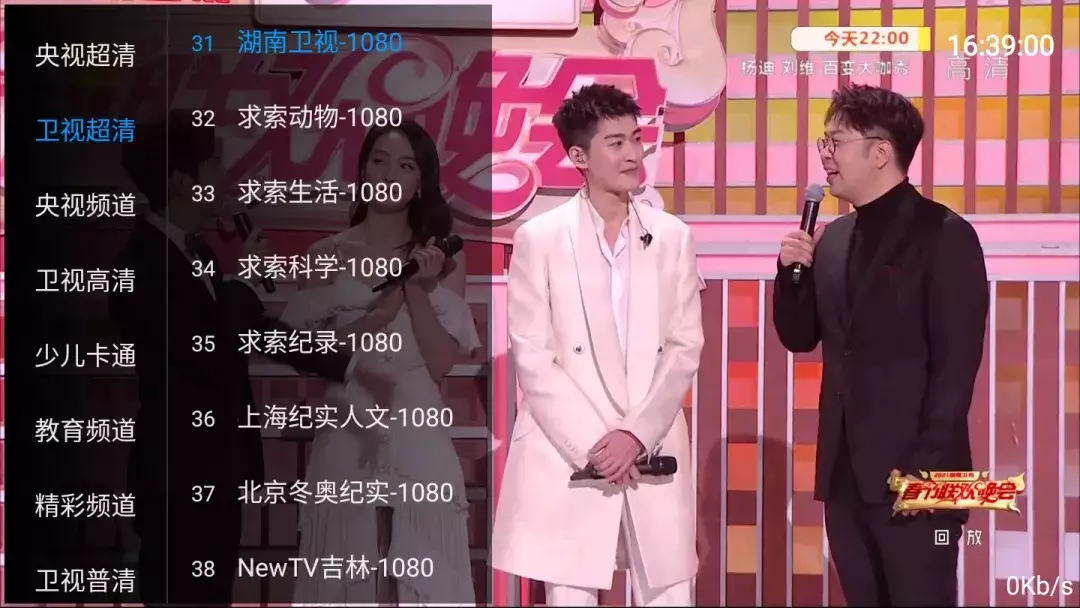 央视超清
卫视超清
央视频道
卫视高清
少儿卡通
教育频道
精彩频道
卫视普清
31 湖南卫视-1080
32 求索动物-1080
33 求索生活-1080
34 求索科学-1080
35 求索纪录-1080
36 上海纪实人文-1080
37 北京冬奥纪实-1080
38 NewTV吉林-1080
今天22:00
杨迪 刘维 百变大咖秀
16:39:00
高清
欢晚会
春节联欢晚会
回放
0Kb/s